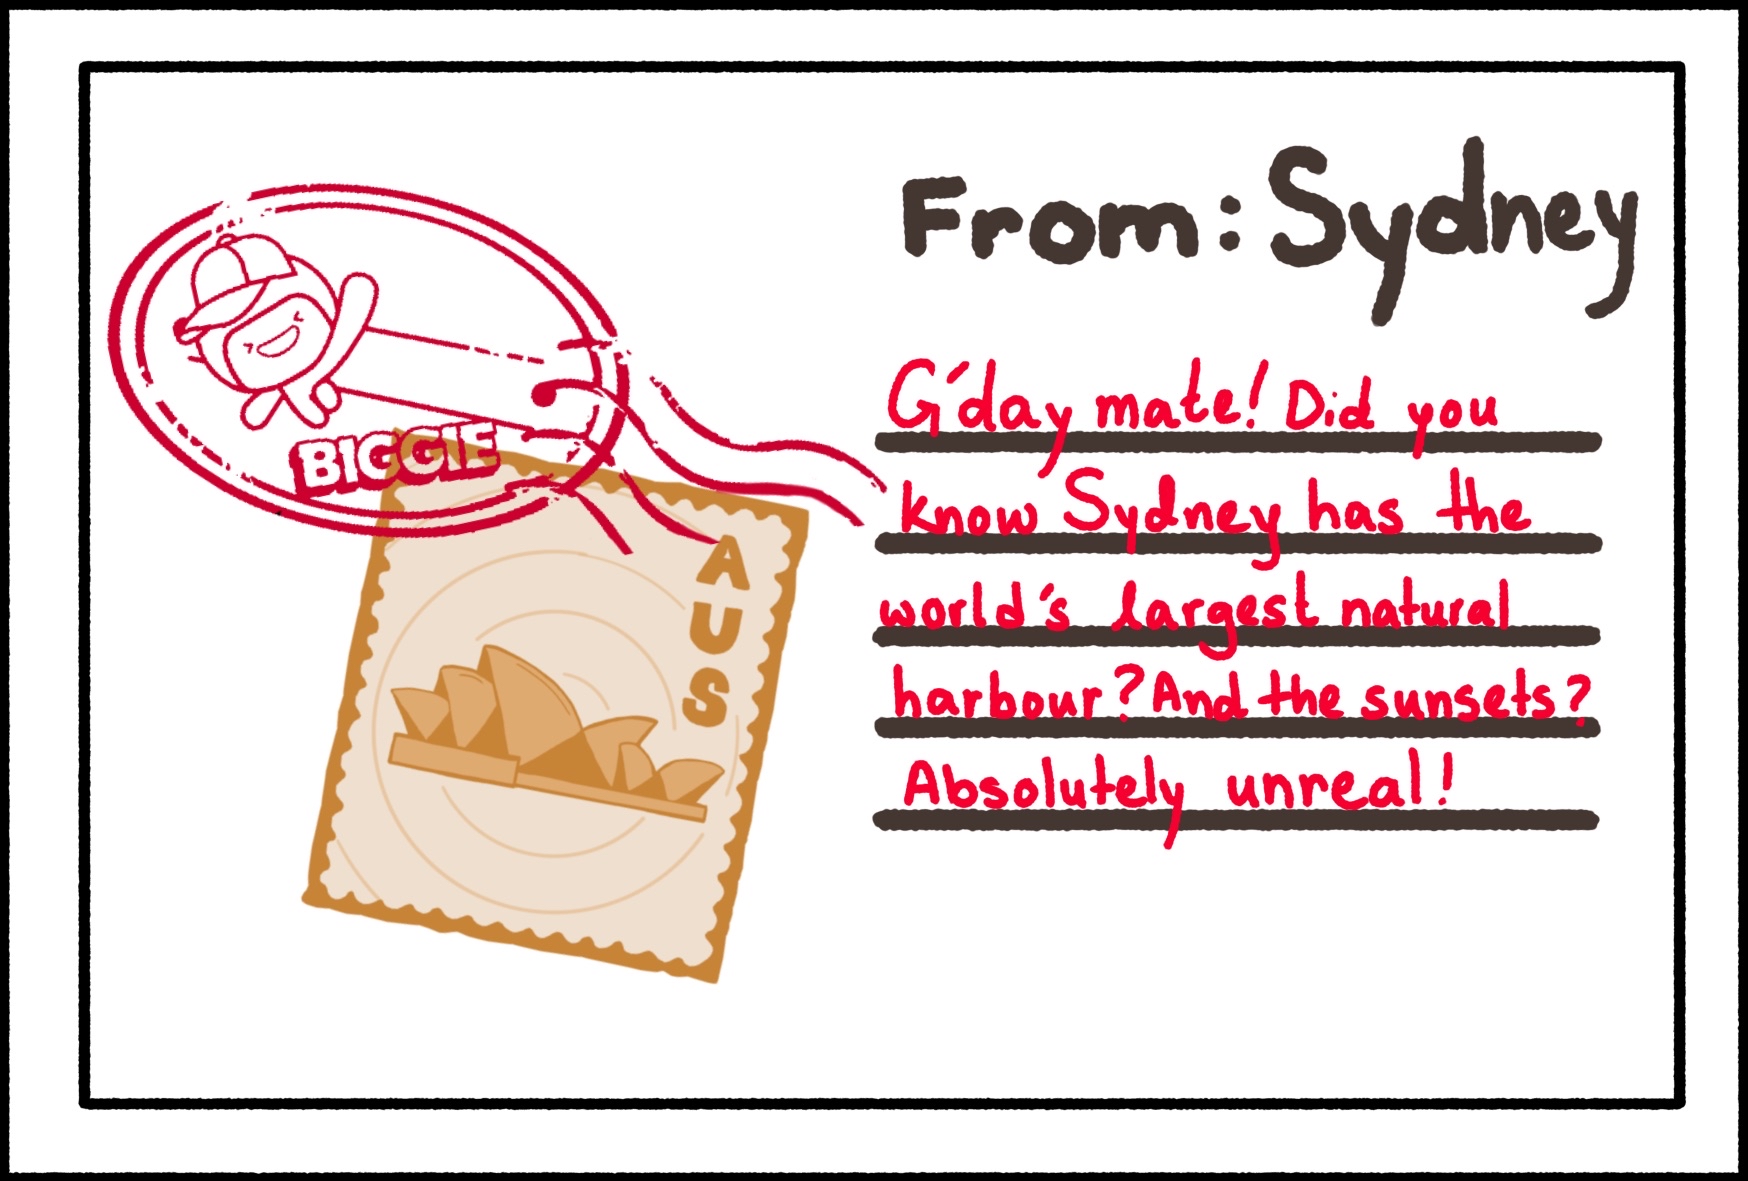 BIGGIE
AUS
From: Sydney
G'day mate! Did you
know Sydney has the
world's largest natural
harbour? And the sunsets?
Absolutely unreal!